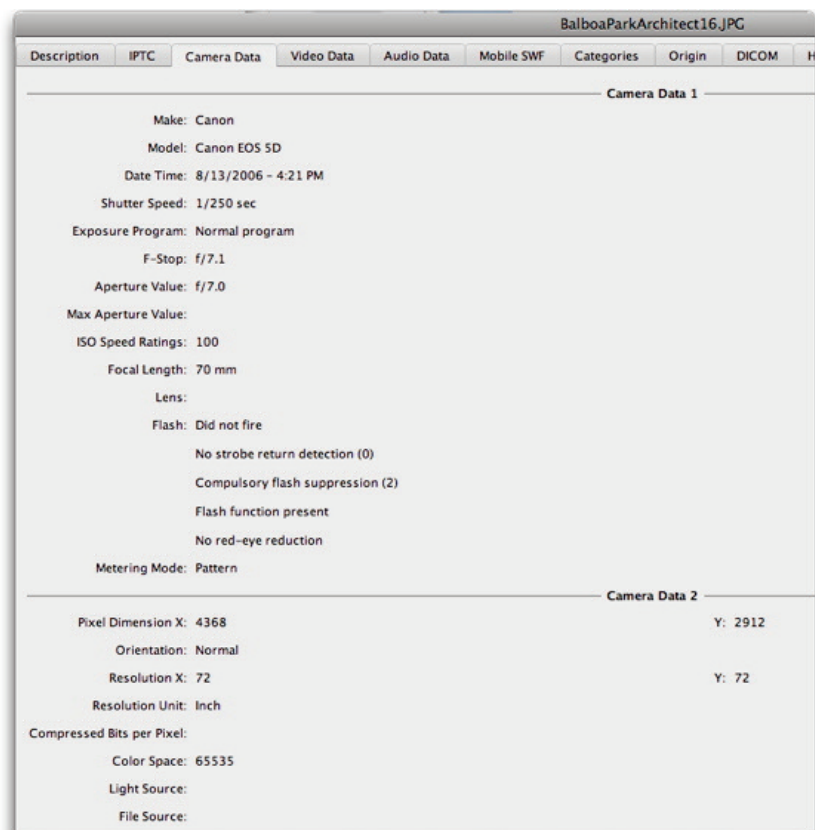 BalboaParkArchitect16.JPG
Description IPTC Camera Data Video Data Audio Data Mobile SWF Categories Origin DICOM H
Camera Data 1
Make: Canon
Model: Canon EOS 5D
Date Time: 8/13/2006 - 4:21 PM
Shutter Speed: 1/250 sec
Exposure Program: Normal program
F-Stop: f/7.1
Aperture Value: f/7.0
Max Aperture Value:
ISO Speed Ratings: 100
Focal Length: 70 mm
Lens:
Flash: Did not fire
No strobe return detection (0)
Compulsory flash suppression (2)
Flash function present
No red-eye reduction
Metering Mode: Pattern
Camera Data 2
Pixel Dimension X: 4368 Y: 2912
Orientation: Normal
Resolution X: 72 Y: 72
Resolution Unit: Inch
Compressed Bits per Pixel:
Color Space: 65535
Light Source:
File Source: